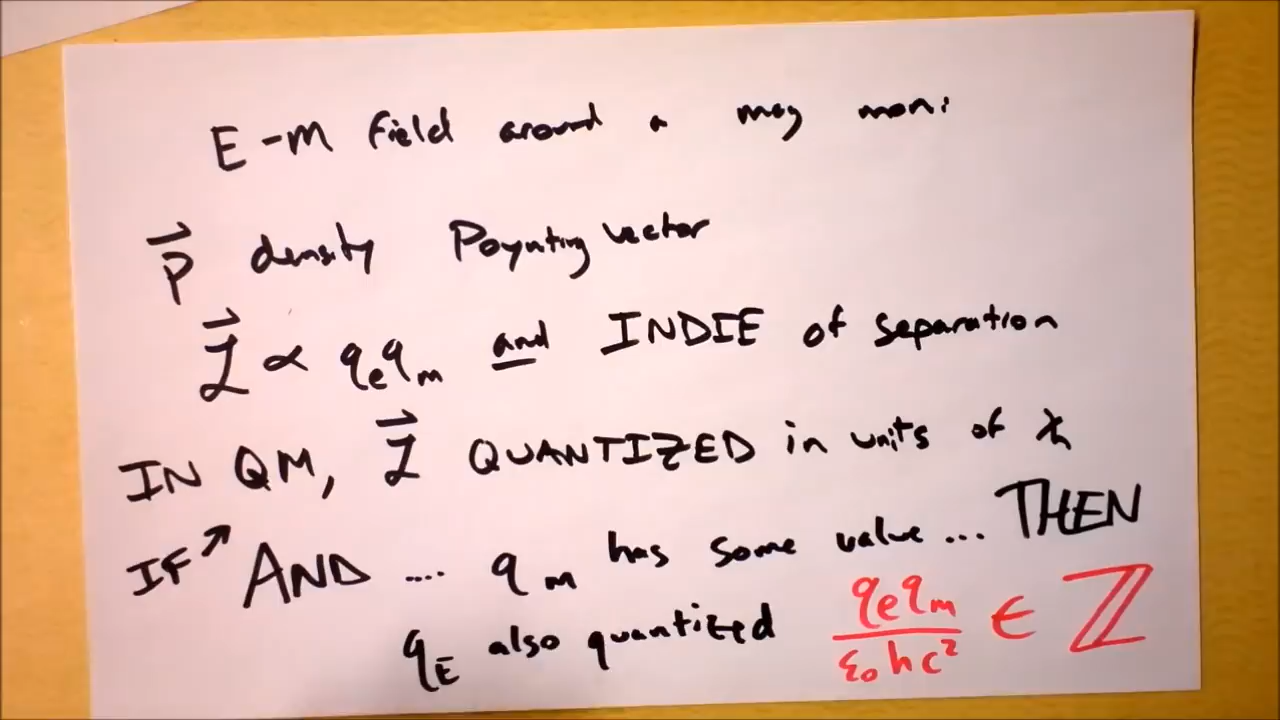 E-M Field around a mag mon:
P⃗ density Poynting vector
L⃗ ∝ qₑqₘ and INDIE of separation
IN QM, L⃗ QUANTIZED in units of ℏ
IF↗ AND .... qₘ has some value ... THEN
q_E also quantized qₑqₘ/ε₀hc² ∈ ℤ